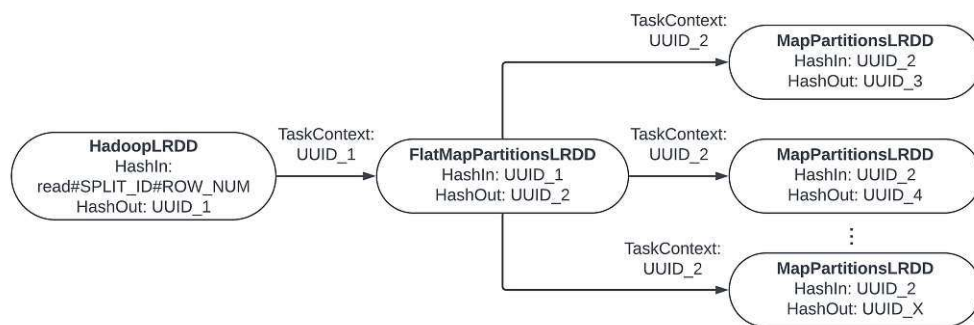 TaskContext:
UUID_2
MapPartitionsLRDD
HashIn: UUID_2
HashOut: UUID_3
HadoopLRDD
HashIn:
read#SPLIT_ID#ROW_NUM
HashOut: UUID_1
TaskContext:
UUID_1
FlatMapPartitionsLRDD
HashIn: UUID_1
HashOut: UUID_2
TaskContext:
UUID_2
MapPartitionsLRDD
HashIn: UUID_2
HashOut: UUID_4
⋮
TaskContext:
UUID_2
MapPartitionsLRDD
HashIn: UUID_2
HashOut: UUID_X